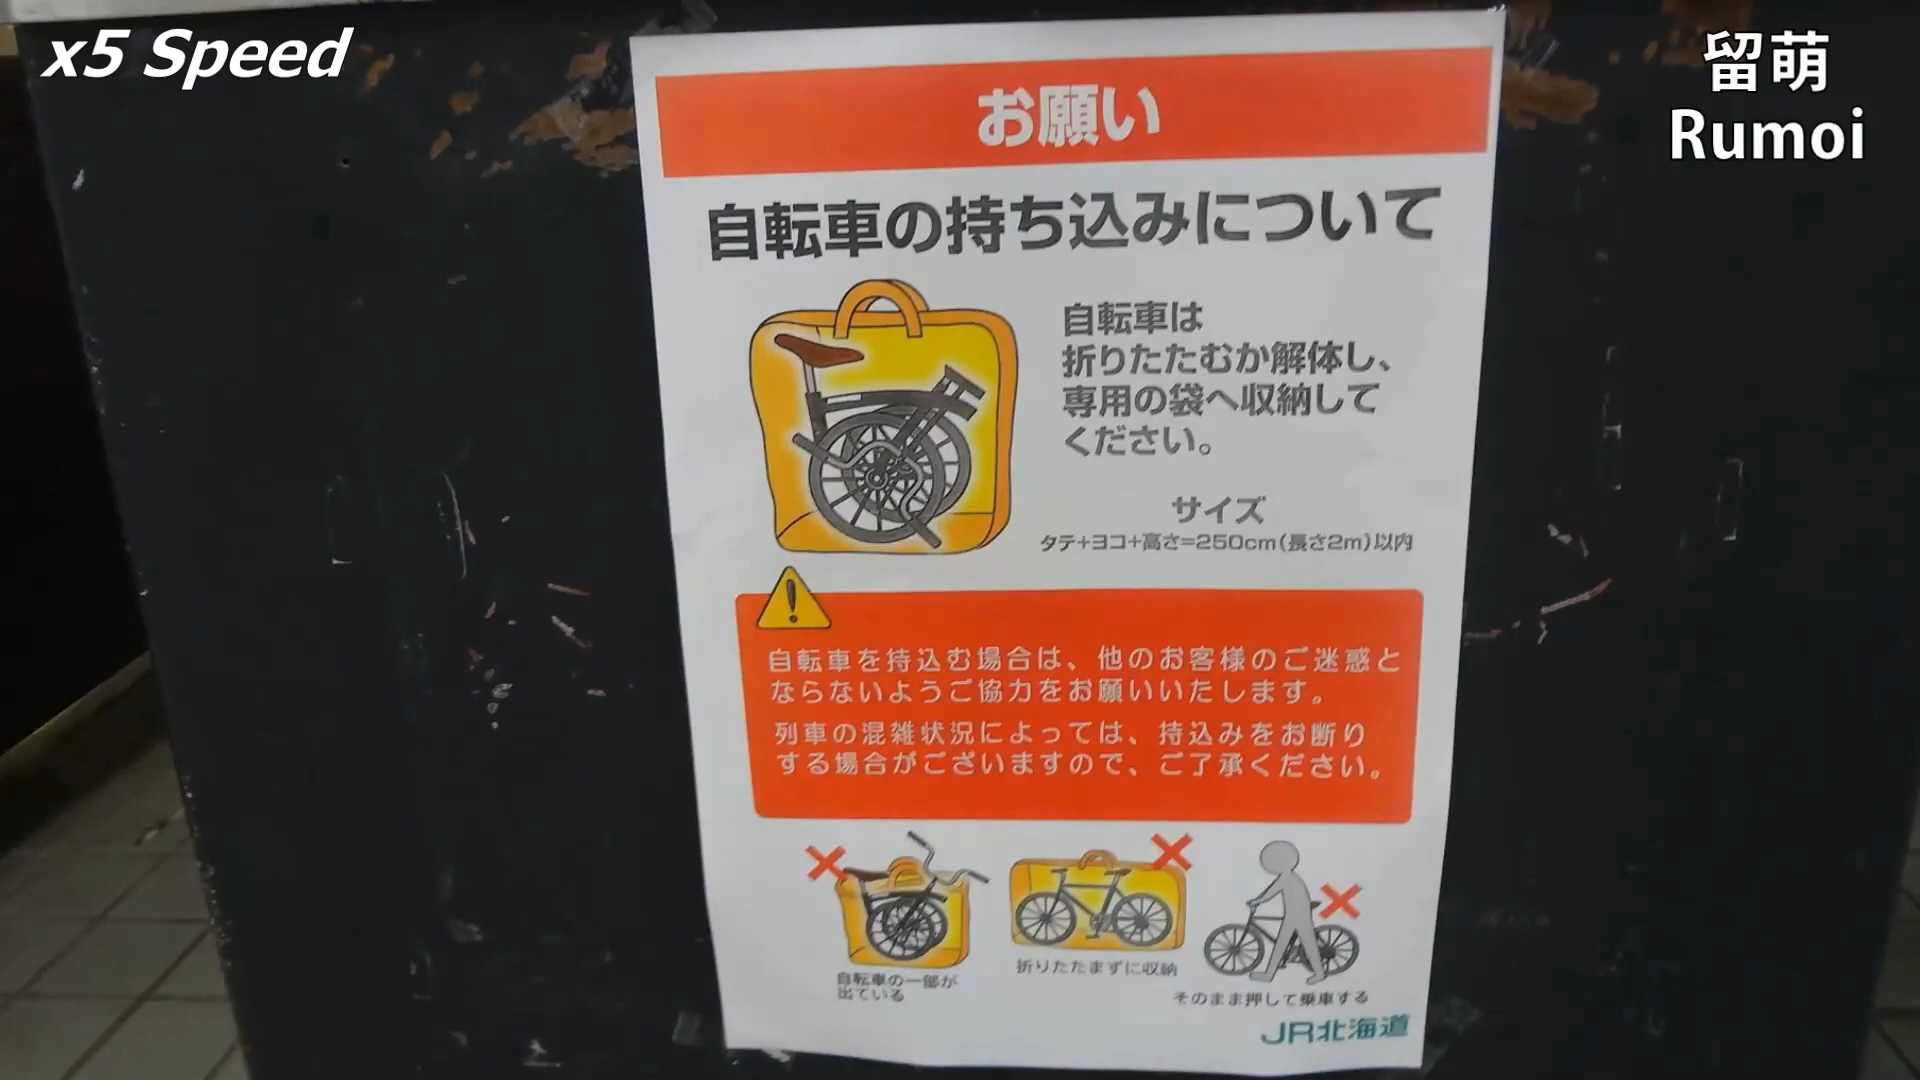 x5 Speed
留萌
Rumoi
お願い
自転車の持ち込みについて
自転車は
折りたたむか解体し、
専用の袋へ収納して
ください。
サイズ
タテ+ヨコ+高さ=250cm(長さ2m)以内
自転車を持込む場合は、他のお客様のご迷惑と
ならないようご協力をお願いいたします。
列車の混雑状況によっては、持込みをお断り
する場合がございますので、ご了承ください。
自転車の一部が
出ている
折りたたまずに収納
そのまま押して乗車する
JR北海道